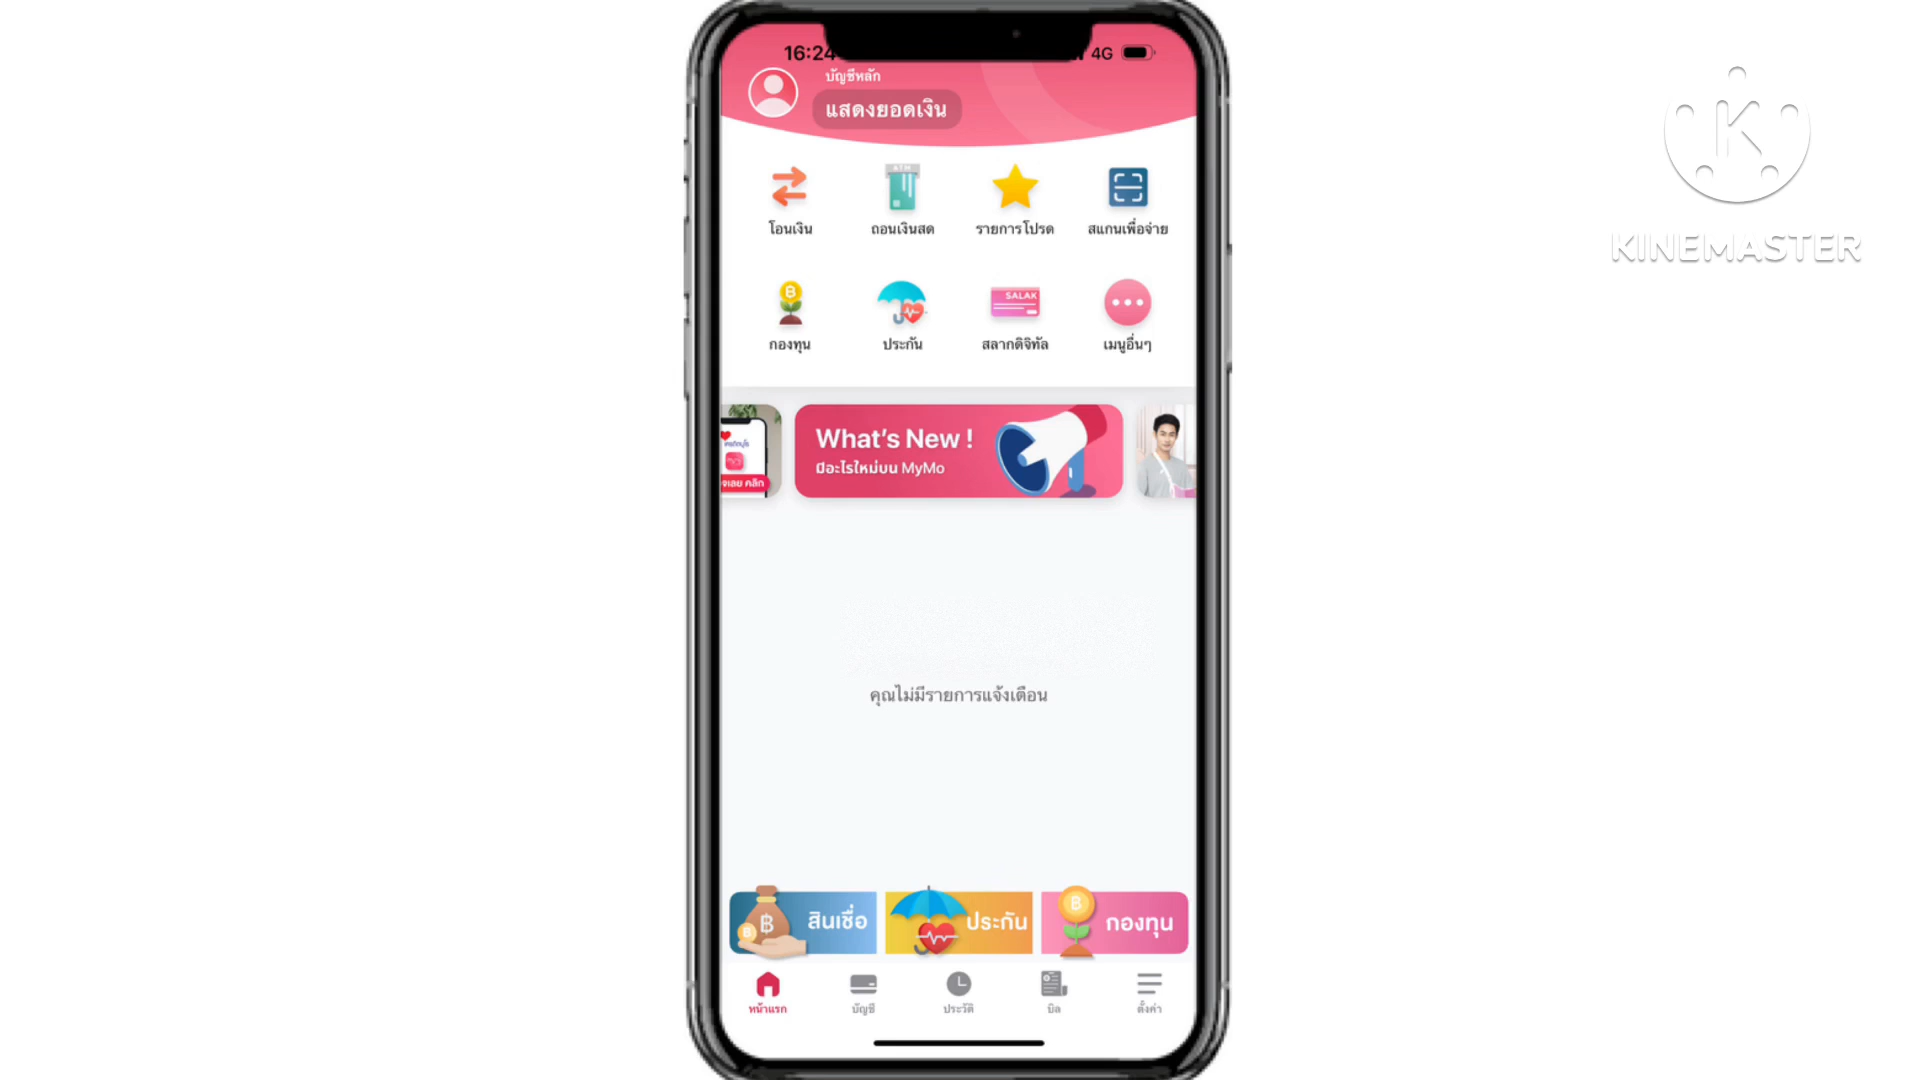 16:24
4G
บัญชีหลัก
แสดงยอดเงิน
KINEMASTER
ATM
โอนเงิน
ถอนเงินสด
รายการโปรด
สแกนเพื่อจ่าย
SALAK
กองทุน
ประกัน
สลากดิจิทัล
เมนูอื่นๆ
What's New !
มีอะไรใหม่บน MyMo
คลิก
คุณไม่มีรายการแจ้งเตือน
สินเชื่อ
ประกัน
กองทุน
หน้าแรก
บัญชี
ประวัติ
บิล
ตั้งค่า